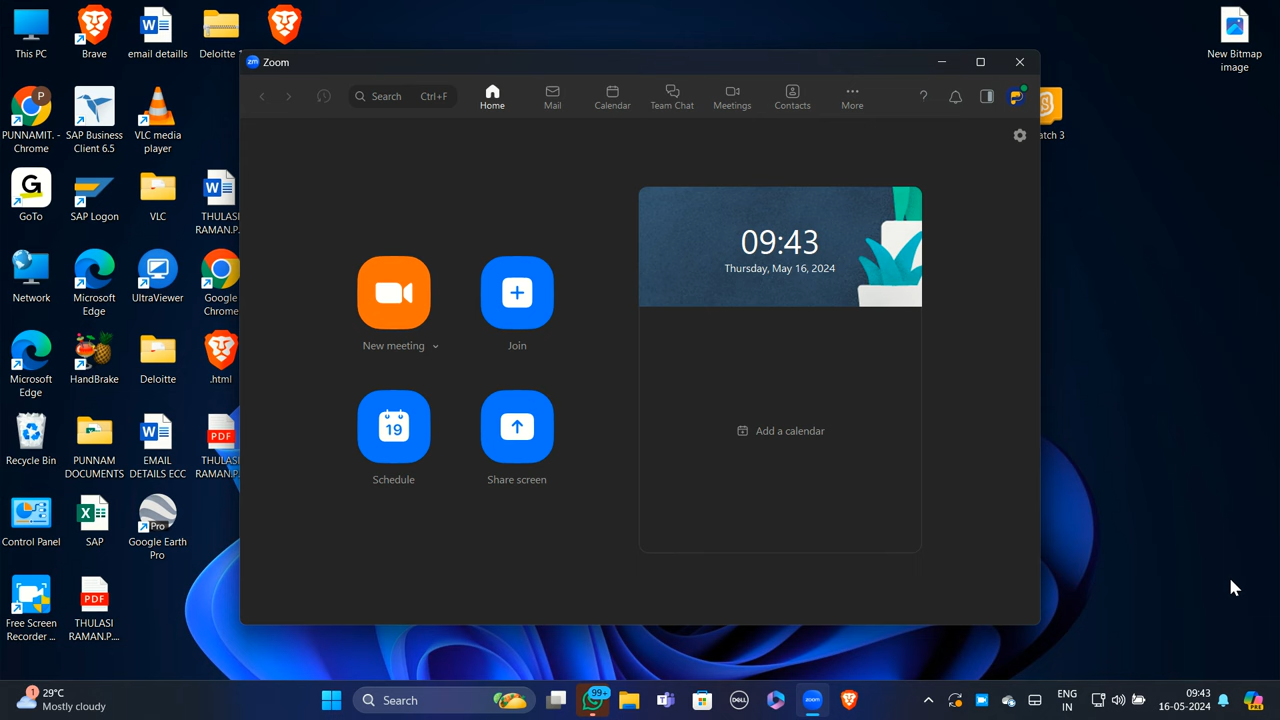 This PC
Brave
email detaills
Deloitte
New Bitmap
image
PUNNAMIT. -
Chrome
SAP Business
Client 6.5
VLC media
player
GoTo
SAP Logon
VLC
THULASI
RAMAN.P...
Network
Microsoft
Edge
UltraViewer
Google
Chrome
Microsoft
Edge
HandBrake
Deloitte
.html
Recycle Bin
PUNNAM
DOCUMENTS
EMAIL
DETAILS ECC
THULASI
RAMAN.P...
Control Panel
SAP
Google Earth
Pro
Free Screen
Recorder ...
THULASI
RAMAN.P....
atch 3
zm Zoom
Search Ctrl+F
Home
Mail
Calendar
Team Chat
Meetings
Contacts
More
09:43
Thursday, May 16, 2024
New meeting
Join
19
Schedule
Share screen
Add a calendar
1
29°C
Mostly cloudy
Search
99+
DELL
zoom
ENG
IN
09:43
16-05-2024